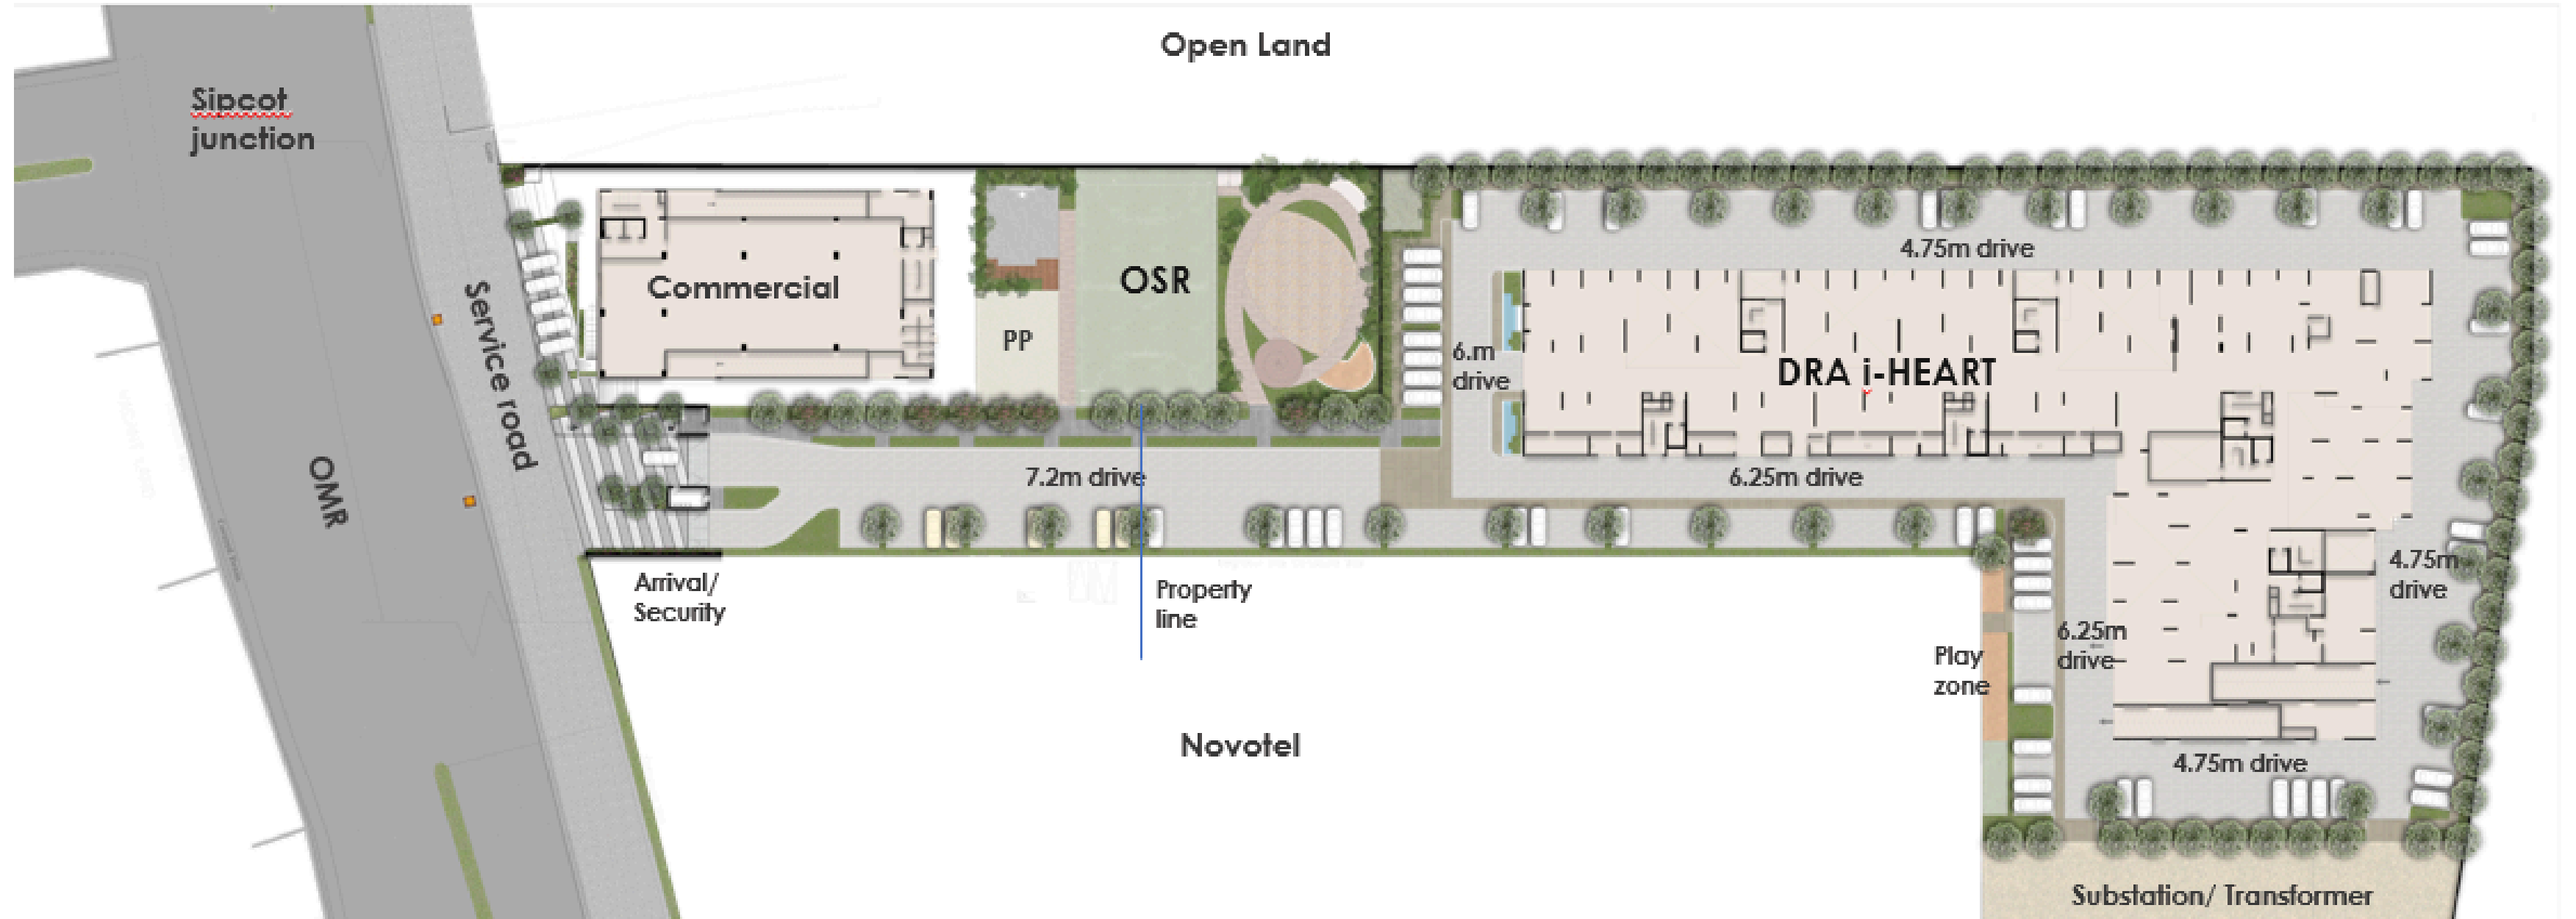 Open Land
Sipcot
junction
4.75m drive
OSR
Commercial
PP
6.m
drive
DRA i-HEART
Service road
OMR
7.2m drive
6.25m drive
Arrival/
Security
Property
line
4.75m
drive
6.25m
drive
Play
zone
Novotel
4.75m drive
Substation/ Transformer